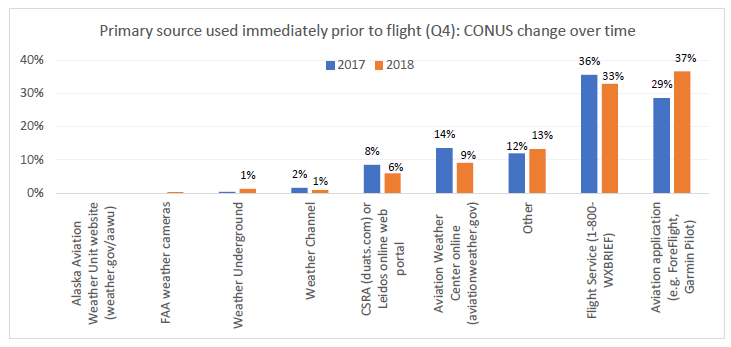 Primary source used immediately prior to flight (Q4): CONUS change over time
2017 2018
40%
30%
20%
10%
0%
1%
2%
1%
8%
6%
14%
9%
12%
13%
36%
33%
29%
37%
Alaska Aviation
Weather Unit website
(weather.gov/aawu)
FAA weather cameras
Weather Underground
Weather Channel
CSRA (duats.com) or
Leidos online web
portal
Aviation Weather
Center online
(aviationweather.gov)
Other
Flight Service (1-800-
WXBRIEF)
Aviation application
(e.g. ForeFlight,
Garmin Pilot)